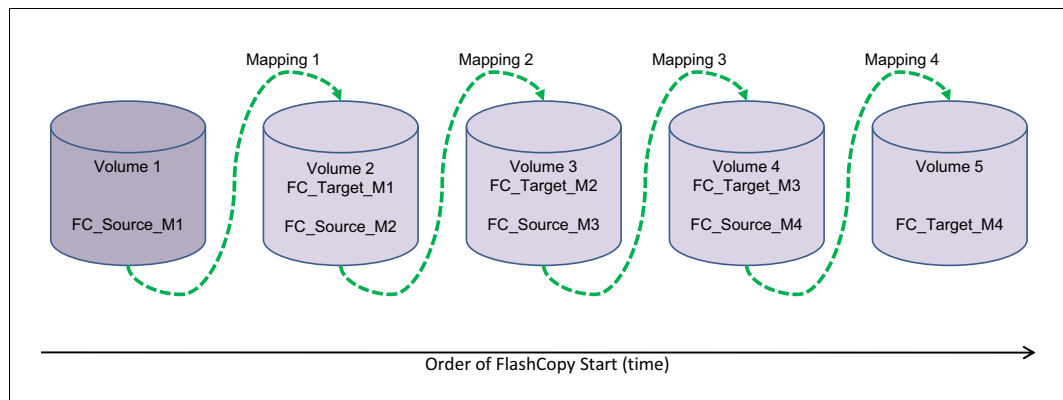 Mapping 1
Mapping 2
Mapping 3
Mapping 4
Volume 1
FC_Source_M1
Volume 2
FC_Target_M1
FC_Source_M2
Volume 3
FC_Target_M2
FC_Source_M3
Volume 4
FC_Target_M3
FC_Source_M4
Volume 5
FC_Target_M4
Order of FlashCopy Start (time)